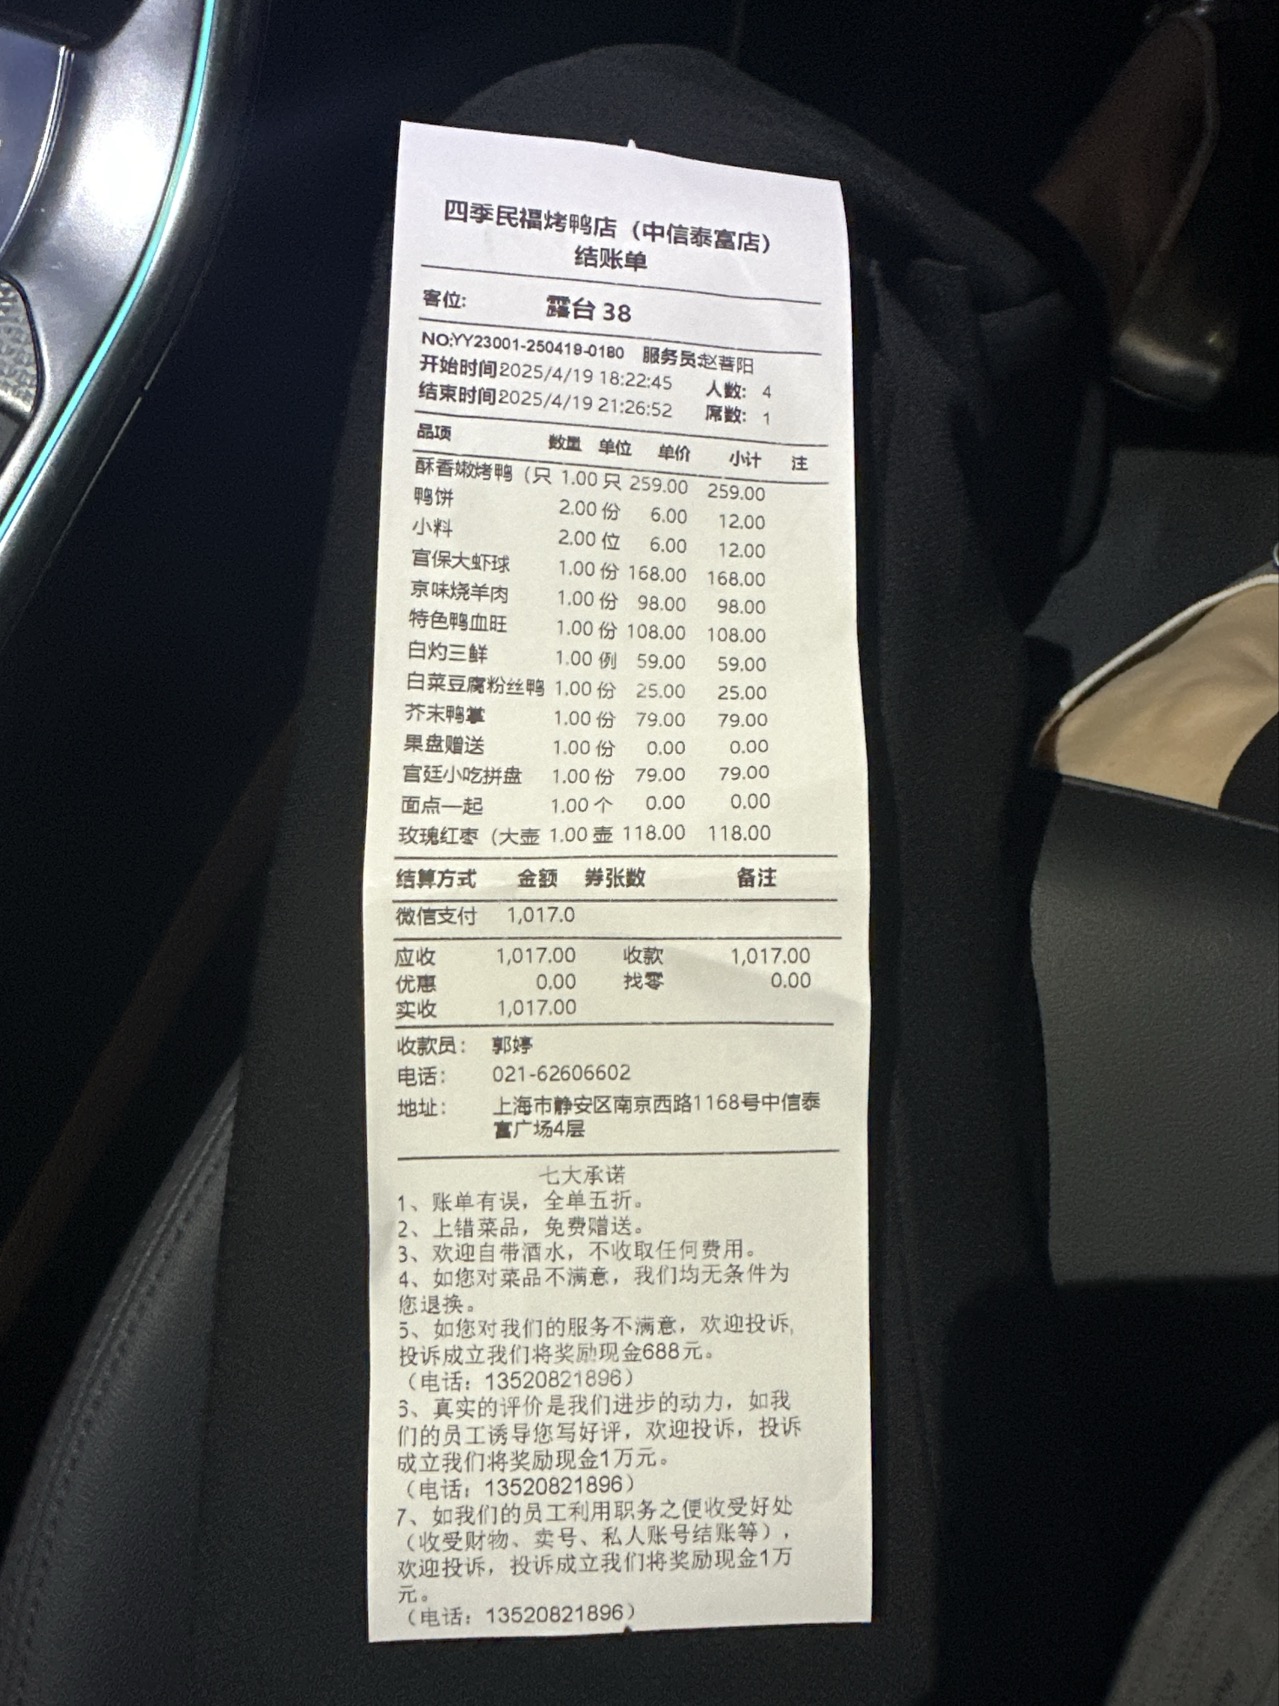 四季民福烤鸭店（中信泰富店）
结账单
客位: 露台 38
NO:YY23001-250419-0180 服务员:赵菩阳
开始时间2025/4/19 18:22:45 人数: 4
结束时间2025/4/19 21:26:52 席数: 1
品项 数量 单位 单价 小计 注
酥香嫩烤鸭（只 1.00 只 259.00 259.00
鸭饼 2.00 份 6.00 12.00
小料 2.00 位 6.00 12.00
宫保大虾球 1.00 份 168.00 168.00
京味烧羊肉 1.00 份 98.00 98.00
特色鸭血旺 1.00 份 108.00 108.00
白灼三鲜 1.00 例 59.00 59.00
白菜豆腐粉丝鸭 1.00 份 25.00 25.00
芥末鸭掌 1.00 份 79.00 79.00
果盘赠送 1.00 份 0.00 0.00
宫廷小吃拼盘 1.00 份 79.00 79.00
面点一起 1.00 个 0.00 0.00
玫瑰红枣（大壶 1.00 壶 118.00 118.00
结算方式 金额 券张数 备注
微信支付 1,017.0
应收 1,017.00 收款 1,017.00
优惠 0.00 找零 0.00
实收 1,017.00
收款员： 郭婷
电话： 021-62606602
地址： 上海市静安区南京西路1168号中信泰
富广场4层
七大承诺
1、账单有误，全单五折。
2、上错菜品，免费赠送。
3、欢迎自带酒水，不收取任何费用。
4、如您对菜品不满意，我们均无条件为
您退换。
5、如您对我们的服务不满意，欢迎投诉,
投诉成立我们将奖励现金688元。
（电话：13520821896）
6、真实的评价是我们进步的动力，如我
们的员工诱导您写好评，欢迎投诉，投诉
成立我们将奖励现金1万元。
（电话：13520821896）
7、如我们的员工利用职务之便收受好处
（收受财物、卖号、私人账号结账等），
欢迎投诉，投诉成立我们将奖励现金1万
元。
（电话：13520821896）